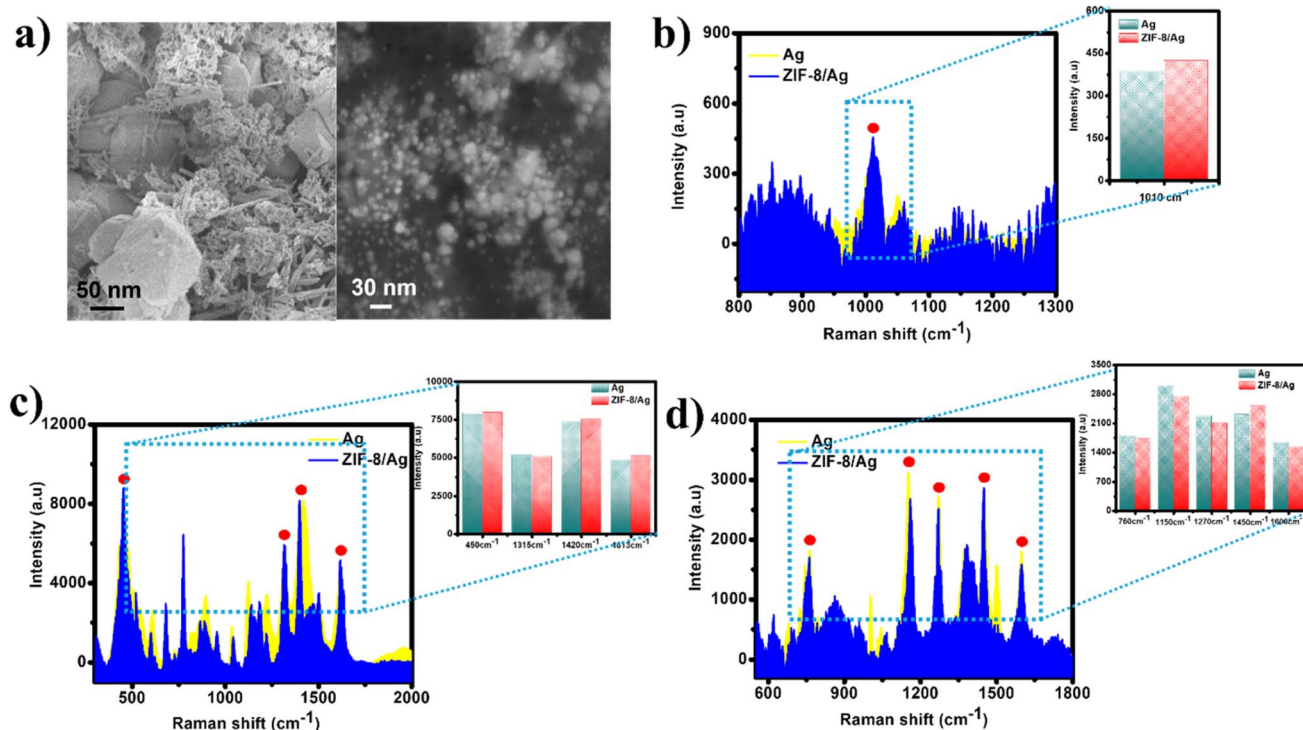 a)
50 nm
30 nm
b)
900
600
300
0
Intensity (a.u)
Ag
ZIF-8/Ag
800 900 1000 1100 1200 1300
Raman shift (cm-1)
600
450
300
150
0
Intensity (a.u)
Ag
ZIF-8/Ag
1010 cm-1
c)
12000
8000
4000
0
Intensity (a.u)
Ag
ZIF-8/Ag
500 1000 1500 2000
Raman shift (cm-1)
10000
7500
5000
2500
0
Intensity (a.u)
Ag
ZIF-8/Ag
450cm-1 1315cm-1 1420cm-1 1613cm-1
d)
4000
3000
2000
1000
0
Intensity (a.u)
Ag
ZIF-8/Ag
600 900 1200 1500 1800
Raman shift (cm-1)
3500
2800
2100
1400
700
0
Intensity (a.u)
Ag
ZIF-8/Ag
760cm-1 1150cm-1 1270cm-1 1450cm-1 1600cm-1